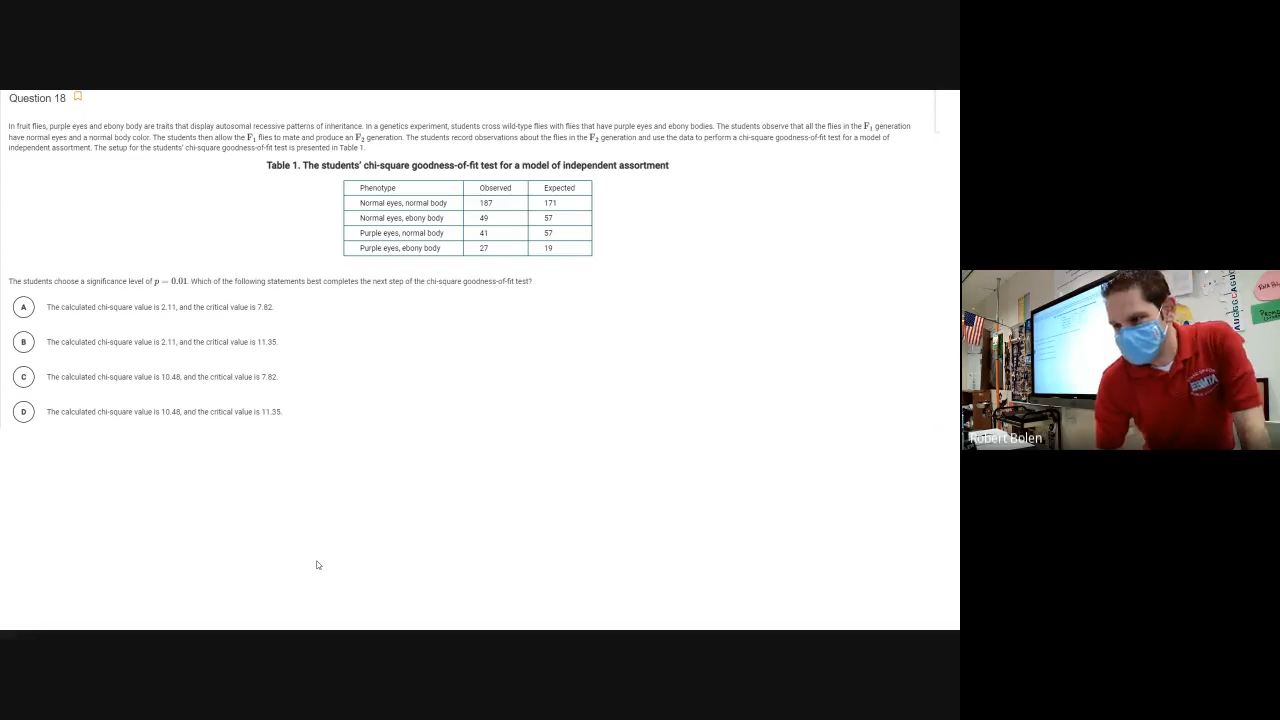 Question 18
In fruit flies, purple eyes and ebony body are traits that display autosomal recessive patterns of inheritance. In a genetics experiment, students cross wild-type flies with flies that have purple eyes and ebony bodies. The students observe that all the flies in the F1 generation
have normal eyes and a normal body color. The students then allow the F1 flies to mate and produce an F2 generation. The students record observations about the flies in the F2 generation and use the data to perform a chi-square goodness-of-fit test for a model of
independent assortment. The setup for the students' chi-square goodness-of-fit test is presented in Table 1.
Table 1. The students' chi-square goodness-of-fit test for a model of independent assortment
Phenotype Observed Expected
Normal eyes, normal body 187 171
Normal eyes, ebony body 49 57
Purple eyes, normal body 41 57
Purple eyes, ebony body 27 19
The students choose a significance level of p = 0.01. Which of the following statements best completes the next step of the chi-square goodness-of-fit test?
A The calculated chi-square value is 2.11, and the critical value is 7.82.
B The calculated chi-square value is 2.11, and the critical value is 11.35.
C The calculated chi-square value is 10.48, and the critical value is 7.82.
D The calculated chi-square value is 10.48, and the critical value is 11.35.
Robert Bolen